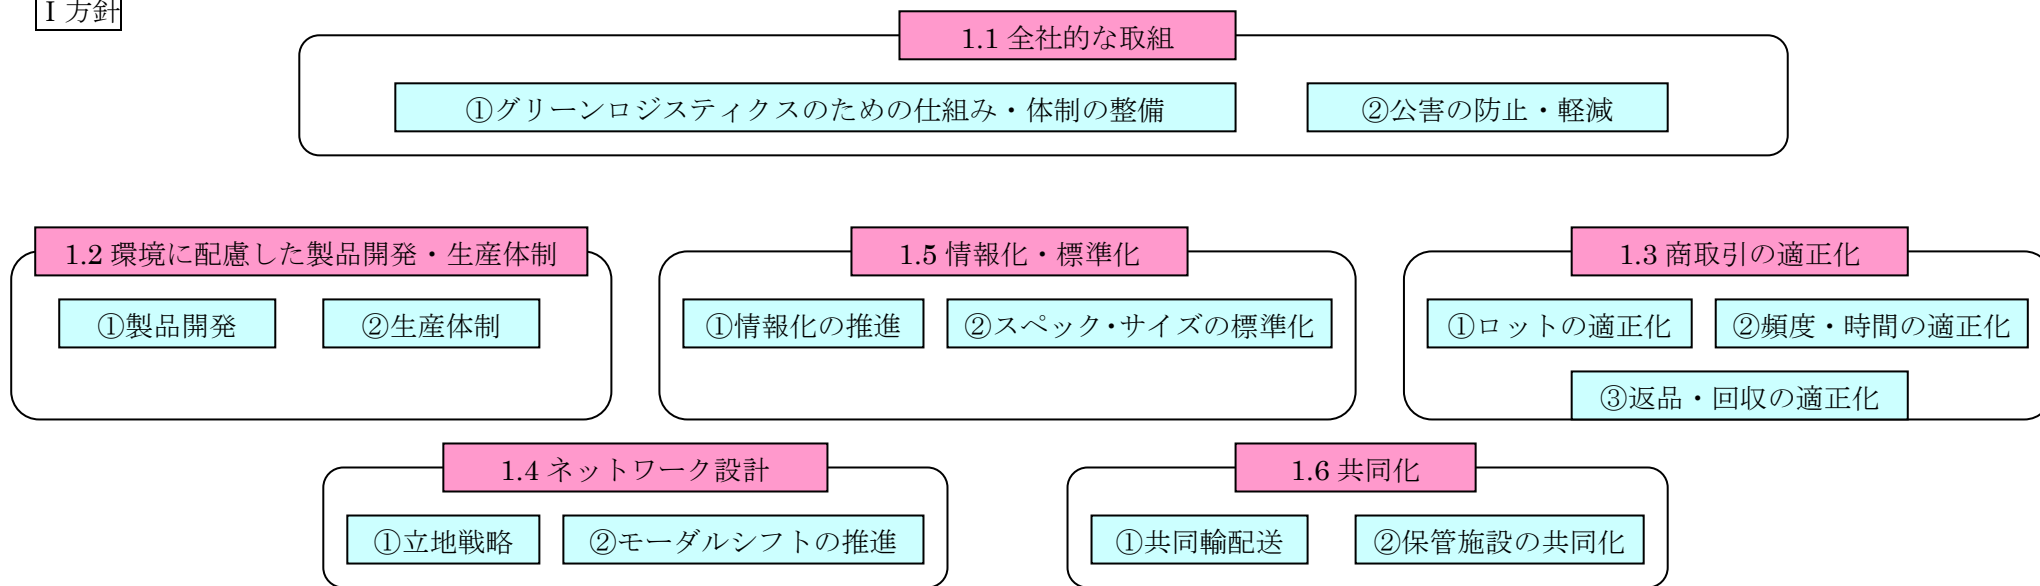 Ⅰ方針
1.1 全社的な取組
①グリーンロジスティクスのための仕組み・体制の整備
②公害の防止・軽減
1.2 環境に配慮した製品開発・生産体制
①製品開発
②生産体制
1.5 情報化・標準化
①情報化の推進
②スペック・サイズの標準化
1.3 商取引の適正化
①ロットの適正化
②頻度・時間の適正化
③返品・回収の適正化
1.4 ネットワーク設計
①立地戦略
②モーダルシフトの推進
1.6 共同化
①共同輸配送
②保管施設の共同化